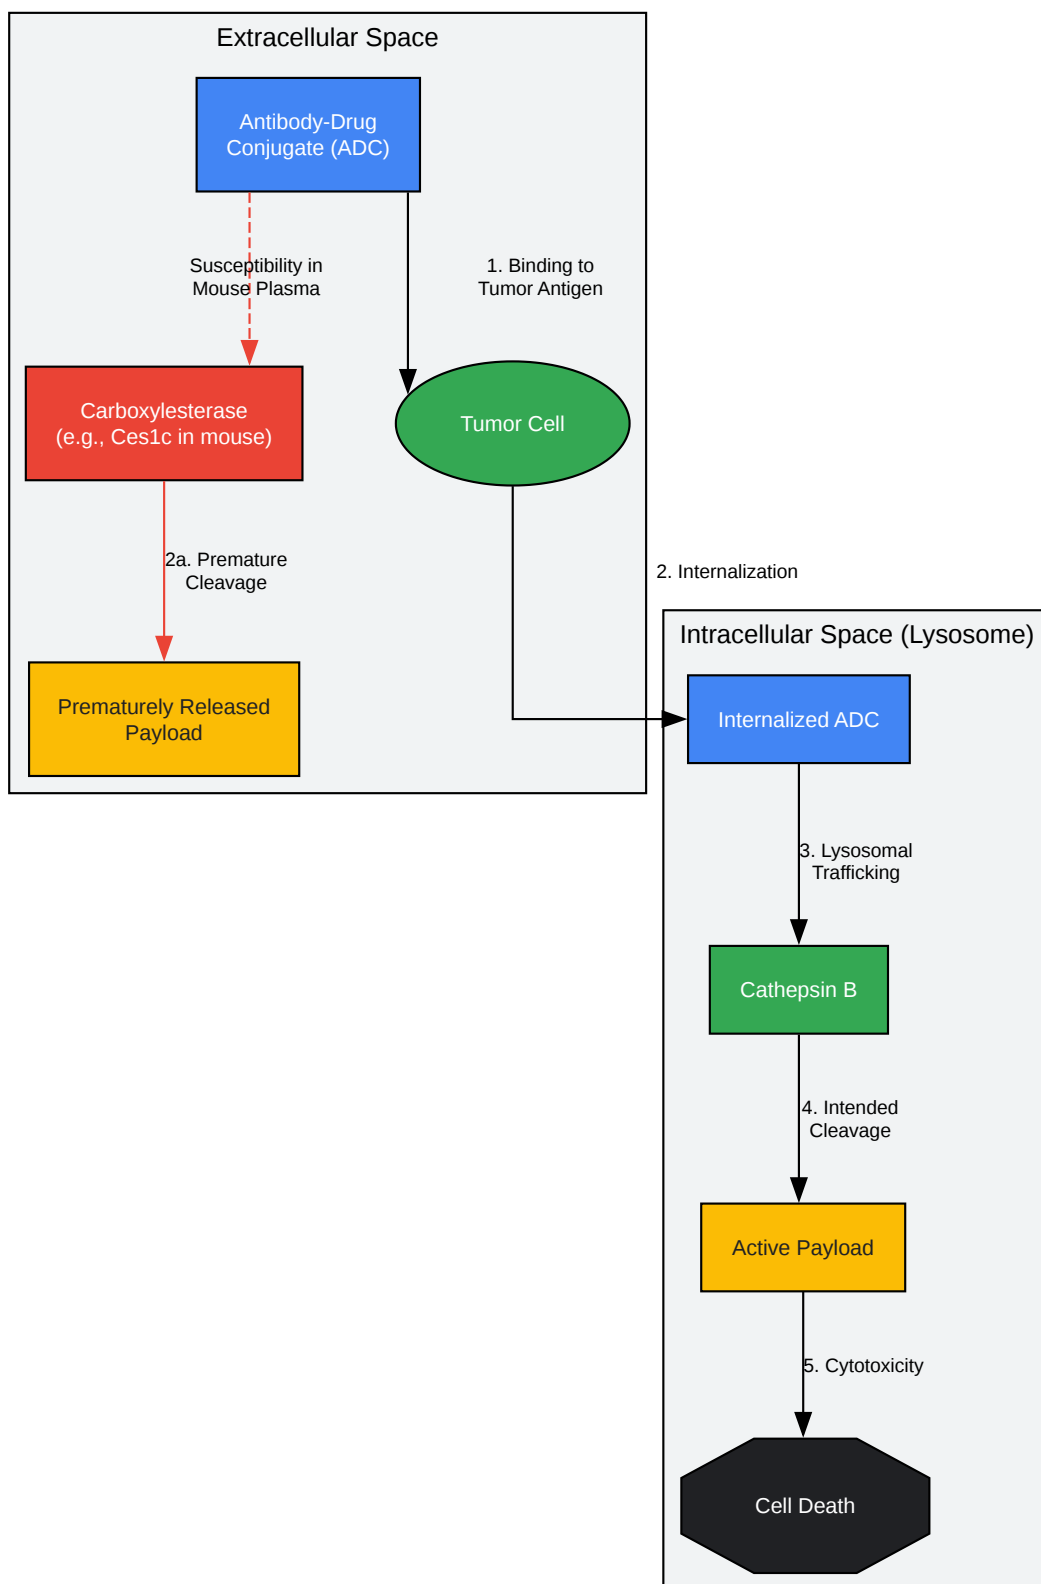 Extracellular Space
Antibody-Drug
Conjugate (ADC)
Susceptibility in
Mouse Plasma
1. Binding to
Tumor Antigen
Carboxylesterase
(e.g., Ces1c in mouse)
Tumor Cell
2a. Premature
Cleavage
2. Internalization
Prematurely Released
Payload
Intracellular Space (Lysosome)
Internalized ADC
3. Lysosomal
Trafficking
Cathepsin B
4. Intended
Cleavage
Active Payload
5. Cytotoxicity
Cell Death